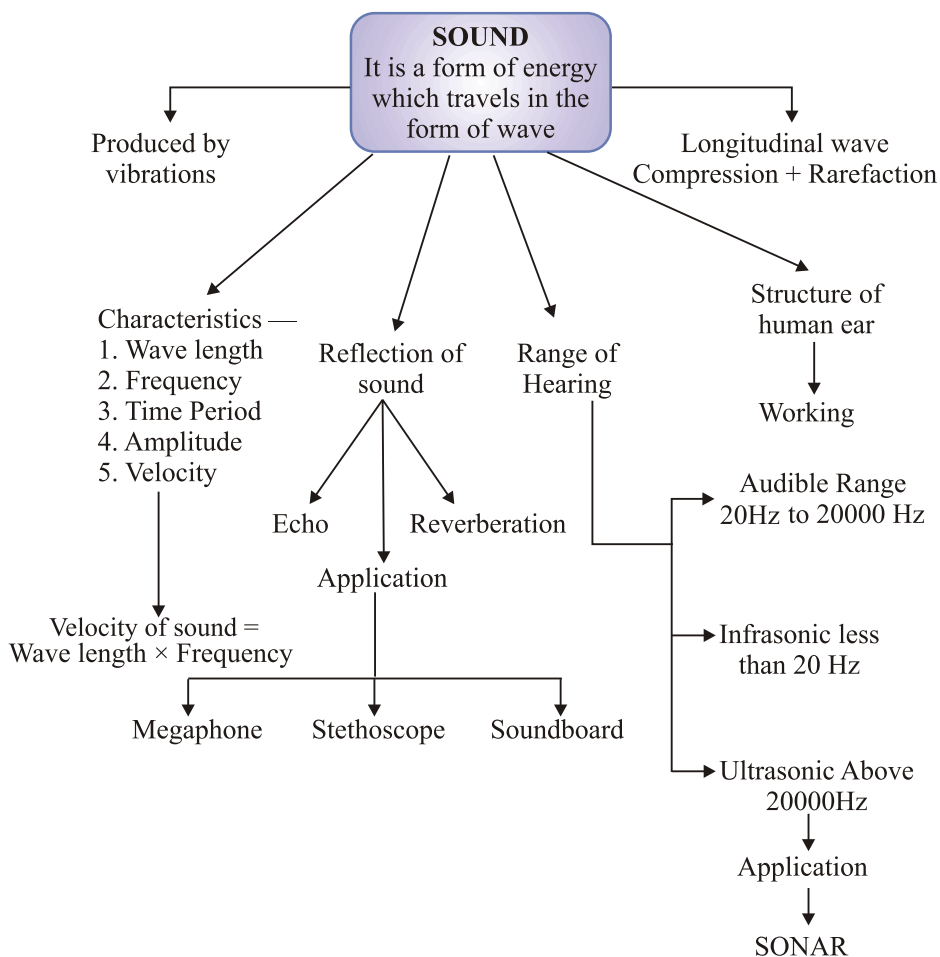 SOUND
It is a form of energy
which travels in the
form of wave
Produced by
vibrations
Longitudinal wave
Compression + Rarefaction
Characteristics —
1. Wave length
2. Frequency
3. Time Period
4. Amplitude
5. Velocity
Velocity of sound =
Wave length × Frequency
Reflection of
sound
Echo
Reverberation
Application
Megaphone
Stethoscope
Soundboard
Range of
Hearing
Structure of
human ear
Working
Audible Range
20Hz to 20000 Hz
Infrasonic less
than 20 Hz
Ultrasonic Above
20000Hz
Application
SONAR